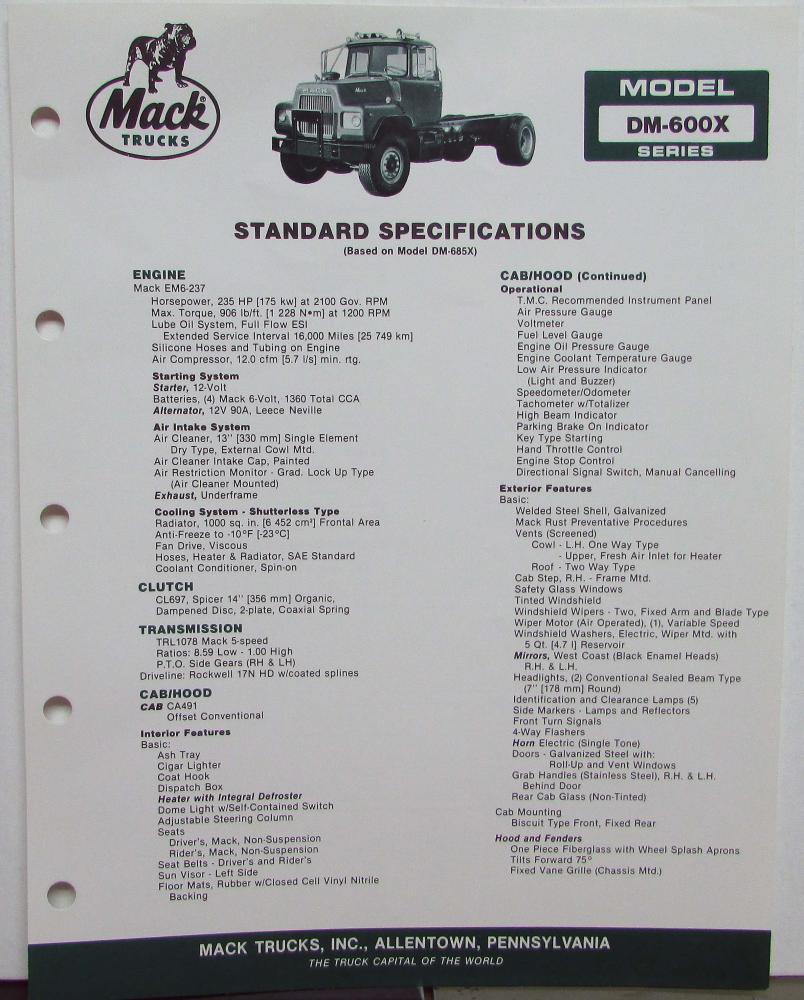 Mack®
TRUCKS
MACK
Mack
MODEL
DM-600X
SERIES
STANDARD SPECIFICATIONS
(Based on Model DM-685X)
ENGINE
Mack EM6-237
Horsepower, 235 HP [175 kw] at 2100 Gov. RPM
Max. Torque, 906 lb/ft. [1 228 N•m] at 1200 RPM
Lube Oil System, Full Flow ESI
Extended Service Interval 16,000 Miles [25 749 km]
Silicone Hoses and Tubing on Engine
Air Compressor, 12.0 cfm [5.7 l/s] min. rtg.
Starting System
Starter, 12-Volt
Batteries, (4) Mack 6-Volt, 1360 Total CCA
Alternator, 12V 90A, Leece Neville
Air Intake System
Air Cleaner, 13" [330 mm] Single Element
Dry Type, External Cowl Mtd.
Air Cleaner Intake Cap, Painted
Air Restriction Monitor - Grad. Lock Up Type
(Air Cleaner Mounted)
Exhaust, Underframe
Cooling System - Shutterless Type
Radiator, 1000 sq. in. [6 452 cm²] Frontal Area
Anti-Freeze to -10°F [-23°C]
Fan Drive, Viscous
Hoses, Heater & Radiator, SAE Standard
Coolant Conditioner, Spin-on
CLUTCH
CL697, Spicer 14" [356 mm] Organic,
Dampened Disc, 2-plate, Coaxial Spring
TRANSMISSION
TRL1078 Mack 5-speed
Ratios: 8.59 Low - 1.00 High
P.T.O. Side Gears (RH & LH)
Driveline: Rockwell 17N HD w/coated splines
CAB/HOOD
CAB CA491
Offset Conventional
Interior Features
Basic:
Ash Tray
Cigar Lighter
Coat Hook
Dispatch Box
Heater with Integral Defroster
Dome Light w/Self-Contained Switch
Adjustable Steering Column
Seats
Driver's, Mack, Non-Suspension
Rider's, Mack, Non-Suspension
Seat Belts - Driver's and Rider's
Sun Visor - Left Side
Floor Mats, Rubber w/Closed Cell Vinyl Nitrile
Backing
CAB/HOOD (Continued)
Operational
T.M.C. Recommended Instrument Panel
Air Pressure Gauge
Voltmeter
Fuel Level Gauge
Engine Oil Pressure Gauge
Engine Coolant Temperature Gauge
Low Air Pressure Indicator
(Light and Buzzer)
Speedometer/Odometer
Tachometer w/Totalizer
High Beam Indicator
Parking Brake On Indicator
Key Type Starting
Hand Throttle Control
Engine Stop Control
Directional Signal Switch, Manual Cancelling
Exterior Features
Basic:
Welded Steel Shell, Galvanized
Mack Rust Preventative Procedures
Vents (Screened)
Cowl - L.H. One Way Type
- Upper, Fresh Air Inlet for Heater
Roof - Two Way Type
Cab Step, R.H. - Frame Mtd.
Safety Glass Windows
Tinted Windshield
Windshield Wipers - Two, Fixed Arm and Blade Type
Wiper Motor (Air Operated), (1), Variable Speed
Windshield Washers, Electric, Wiper Mtd. with
5 Qt. [4.7 l] Reservoir
Mirrors, West Coast (Black Enamel Heads)
R.H. & L.H.
Headlights, (2) Conventional Sealed Beam Type
(7" [178 mm] Round)
Identification and Clearance Lamps (5)
Side Markers - Lamps and Reflectors
Front Turn Signals
4-Way Flashers
Horn Electric (Single Tone)
Doors - Galvanized Steel with:
Roll-Up and Vent Windows
Grab Handles (Stainless Steel), R.H. & L.H.
Behind Door
Rear Cab Glass (Non-Tinted)
Cab Mounting
Biscuit Type Front, Fixed Rear
Hood and Fenders
One Piece Fiberglass with Wheel Splash Aprons
Tilts Forward 75°
Fixed Vane Grille (Chassis Mtd.)
MACK TRUCKS, INC., ALLENTOWN, PENNSYLVANIA
THE TRUCK CAPITAL OF THE WORLD